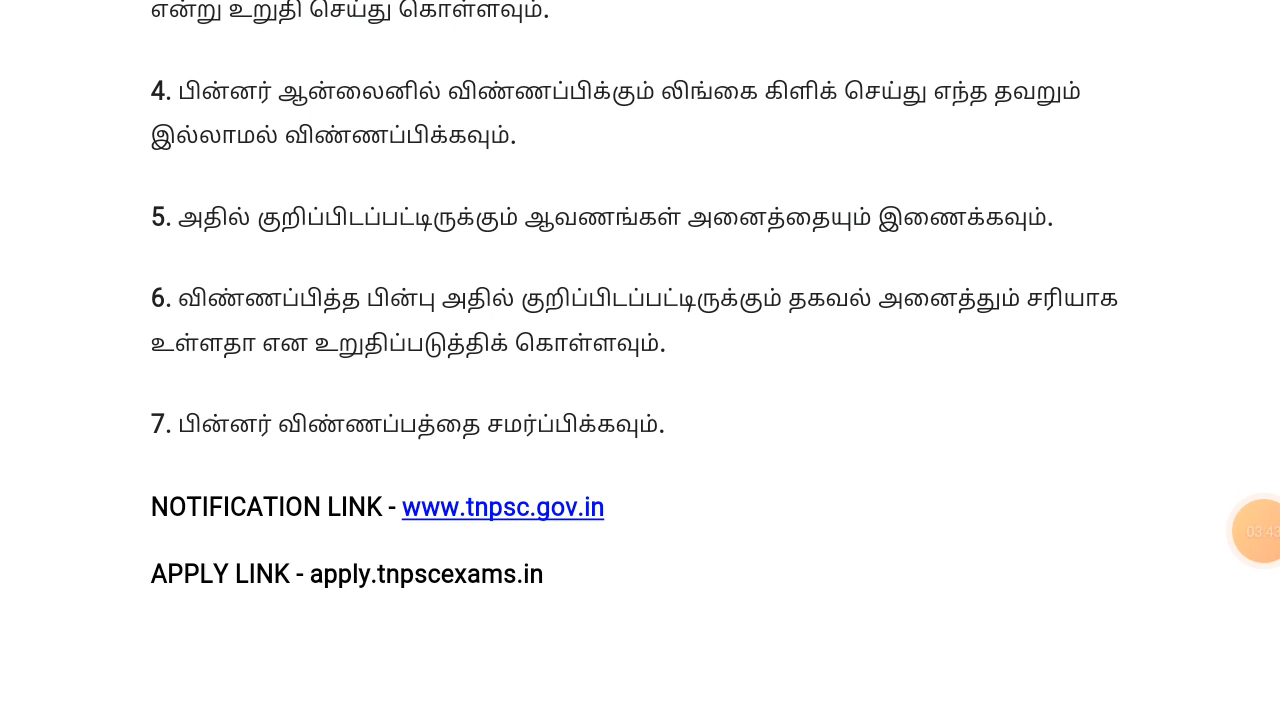 என்று உறுதி செய்து கொள்ளவும்.
4. பின்னர் ஆன்லைனில் விண்ணப்பிக்கும் லிங்கை கிளிக் செய்து எந்த தவறும்
இல்லாமல் விண்ணப்பிக்கவும்.
5. அதில் குறிப்பிடப்பட்டிருக்கும் ஆவணங்கள் அனைத்தையும் இணைக்கவும்.
6. விண்ணப்பித்த பின்பு அதில் குறிப்பிடப்பட்டிருக்கும் தகவல் அனைத்தும் சரியாக
உள்ளதா என உறுதிப்படுத்திக் கொள்ளவும்.
7. பின்னர் விண்ணப்பத்தை சமர்ப்பிக்கவும்.
NOTIFICATION LINK - www.tnpsc.gov.in
03:43
APPLY LINK - apply.tnpscexams.in